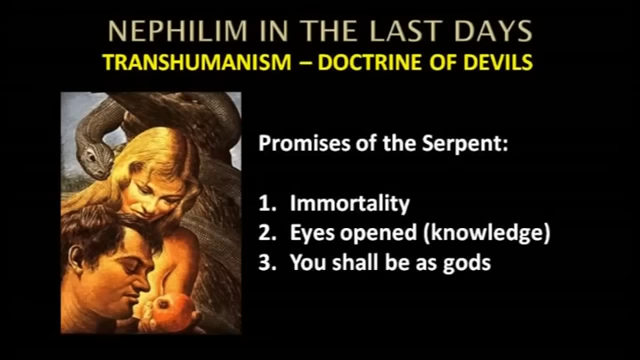 NEPHILIM IN THE LAST DAYS
TRANSHUMANISM – DOCTRINE OF DEVILS
Promises of the Serpent:
1. Immortality
2. Eyes opened (knowledge)
3. You shall be as gods